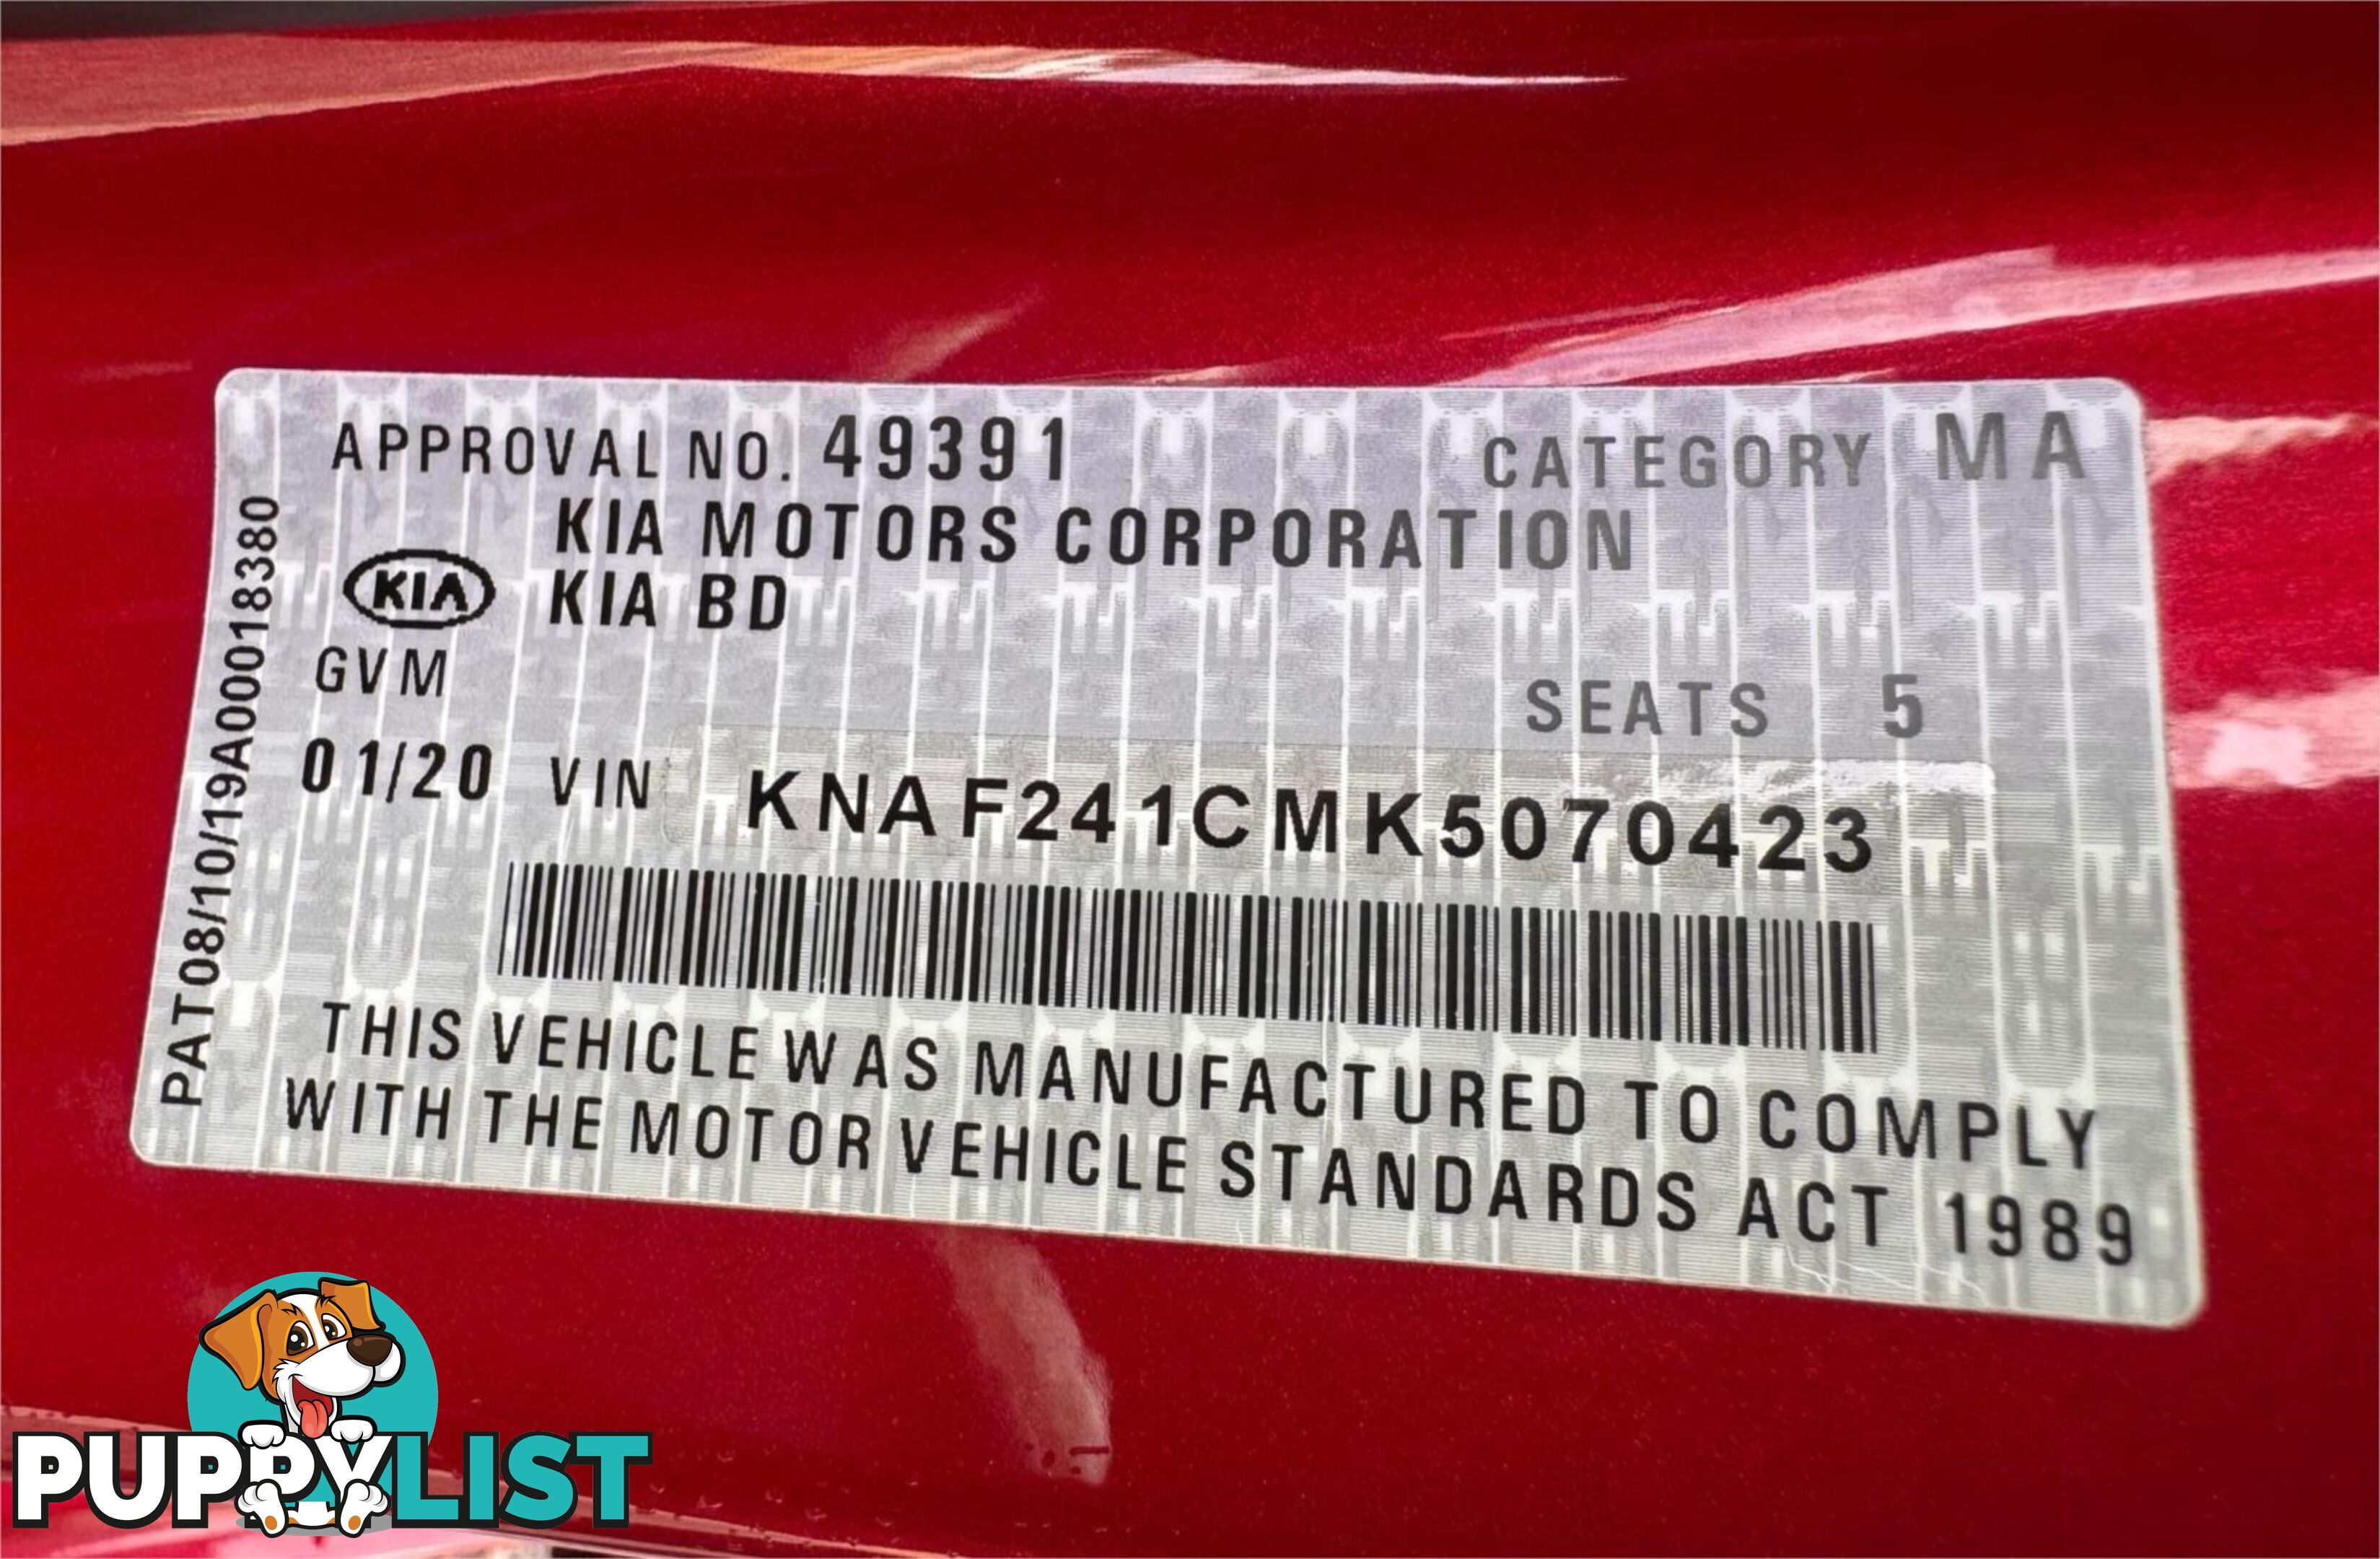 APPROVAL NO. 49391 CATEGORY MA
KIA MOTORS CORPORATION
KIA KIA BD
GVM
SEATS 5
01/20 VIN KNAF241CMK5070423
THIS VEHICLE WAS MANUFACTURED TO COMPLY
WITH THE MOTOR VEHICLE STANDARDS ACT 1989
PAT08/10/19A00018380
PUPPYLIST